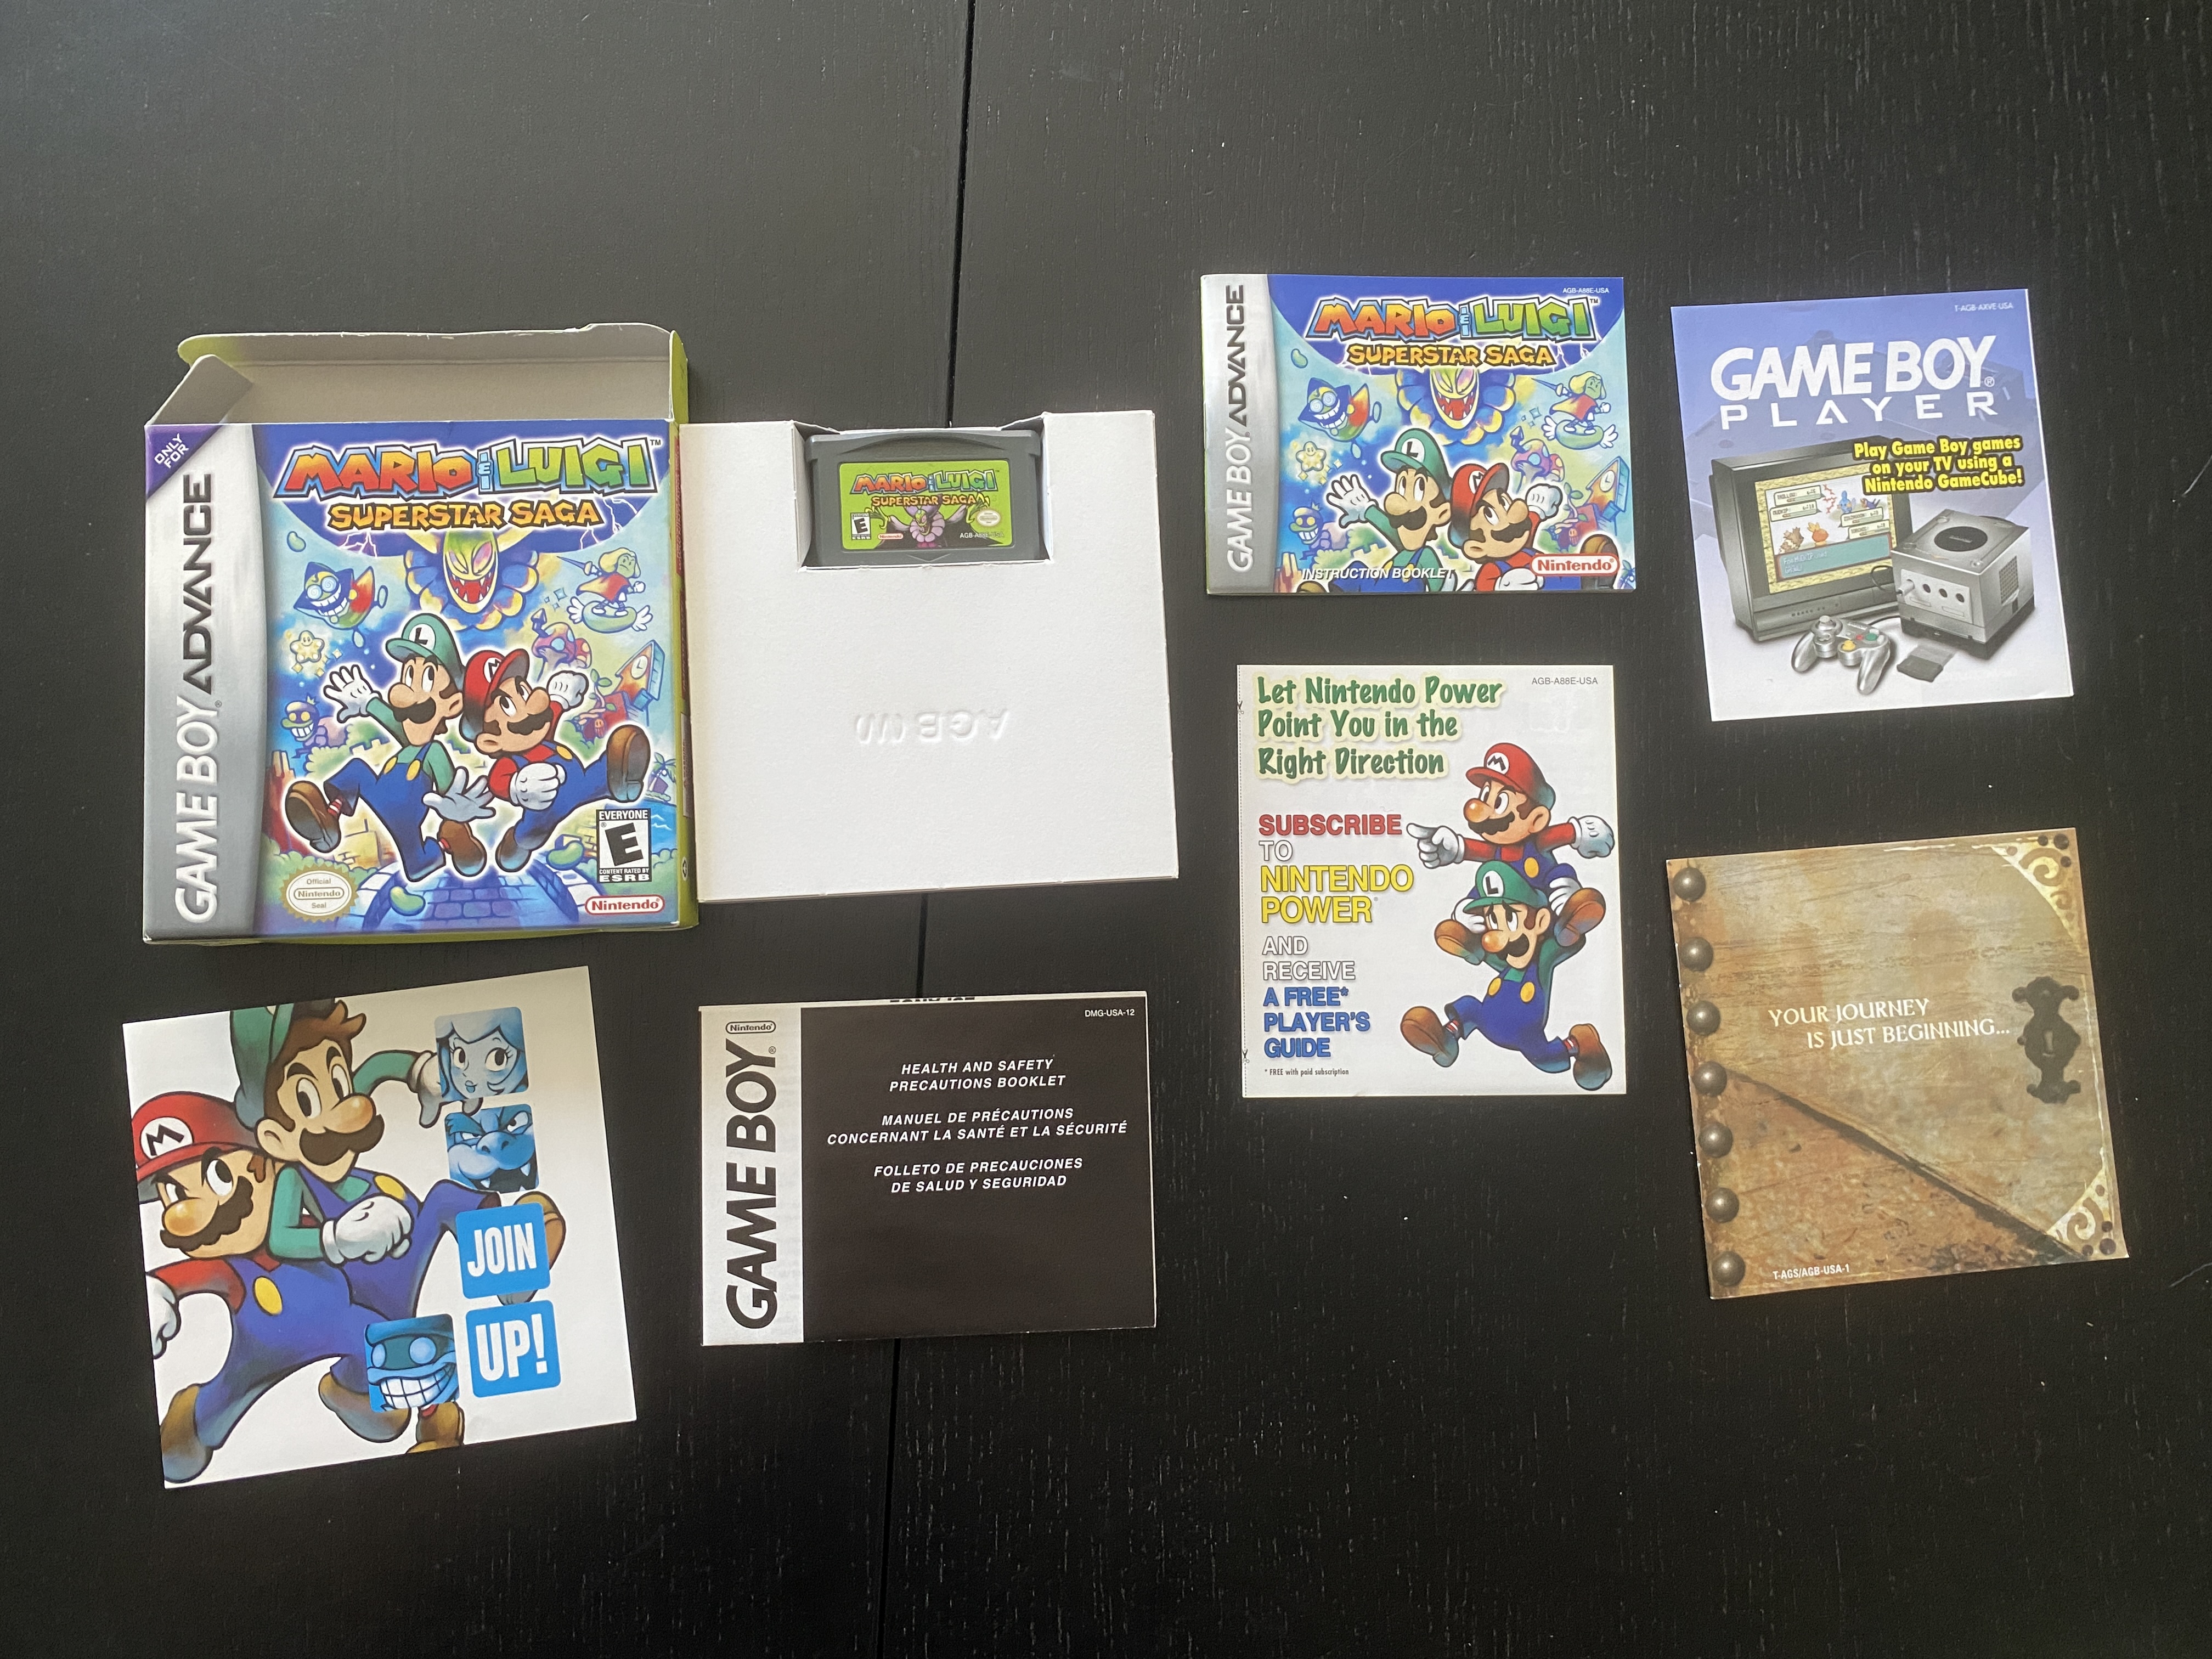 ONLY
FOR
GAME BOY ADVANCE
MARIO & LUIGI™
SUPERSTAR SAGA
L
M
EVERYONE
E
CONTENT RATED BY
ESRB
Official
Nintendo
Seal
Nintendo
MARIO & LUIGI
SUPERSTAR SAGA
E
Nintendo
AGB (W)
GAME BOY ADVANCE
AGB-A88E-USA
MARIO & LUIGI™
SUPERSTAR SAGA
L
M
INSTRUCTION BOOKLET
Nintendo
T-AGB-AXVE-USA
GAME BOY®
PLAYER
Play Game Boy games
on your TV using a
Nintendo GameCube!
AGB-A88E-USA
Let Nintendo Power
Point You in the
Right Direction
SUBSCRIBE
TO
NINTENDO
POWER®
AND
RECEIVE
A FREE*
PLAYER'S
GUIDE
* FREE with paid subscription
M
L
YOUR JOURNEY
IS JUST BEGINNING...
T-AGS/AGB-USA-1
M
JOIN
UP!
Nintendo
GAME BOY®
DMG-USA-12
HEALTH AND SAFETY
PRECAUTIONS BOOKLET
MANUEL DE PRÉCAUTIONS
CONCERNANT LA SANTÉ ET LA SÉCURITÉ
FOLLETO DE PRECAUCIONES
DE SALUD Y SEGURIDAD